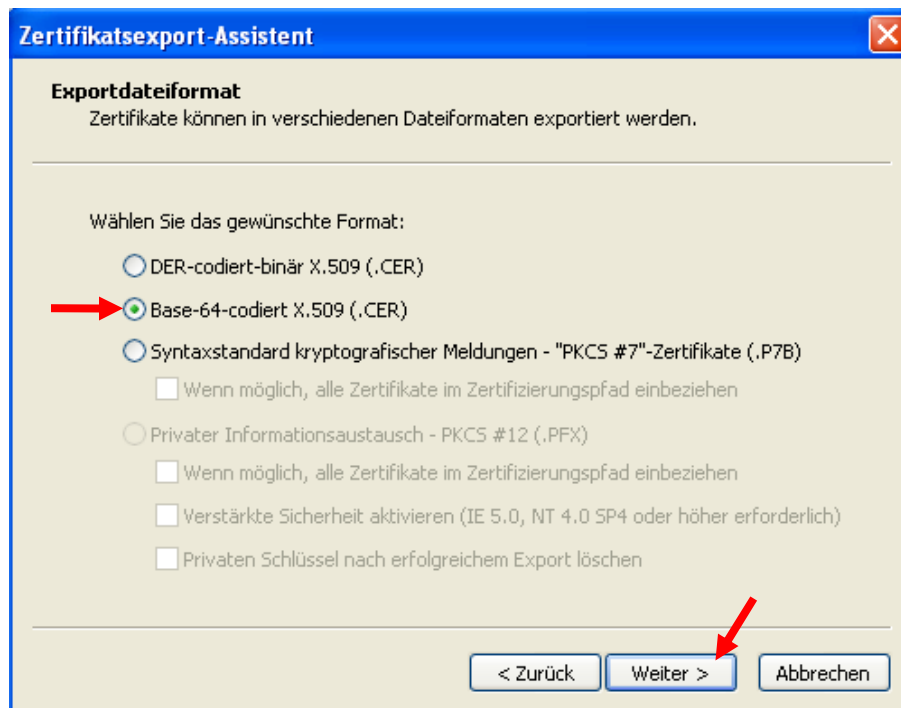 Zertifikatsexport-Assistent
Exportdateiformat
Zertifikate können in verschiedenen Dateiformaten exportiert werden.
Wählen Sie das gewünschte Format:
DER-codiert-binär X.509 (.CER)
Base-64-codiert X.509 (.CER)
Syntaxstandard kryptografischer Meldungen - "PKCS #7"-Zertifikate (.P7B)
Wenn möglich, alle Zertifikate im Zertifizierungspfad einbeziehen
Privater Informationsaustausch - PKCS #12 (.PFX)
Wenn möglich, alle Zertifikate im Zertifizierungspfad einbeziehen
Verstärkte Sicherheit aktivieren (IE 5.0, NT 4.0 SP4 oder höher erforderlich)
Privaten Schlüssel nach erfolgreichem Export löschen
< Zurück Weiter > Abbrechen